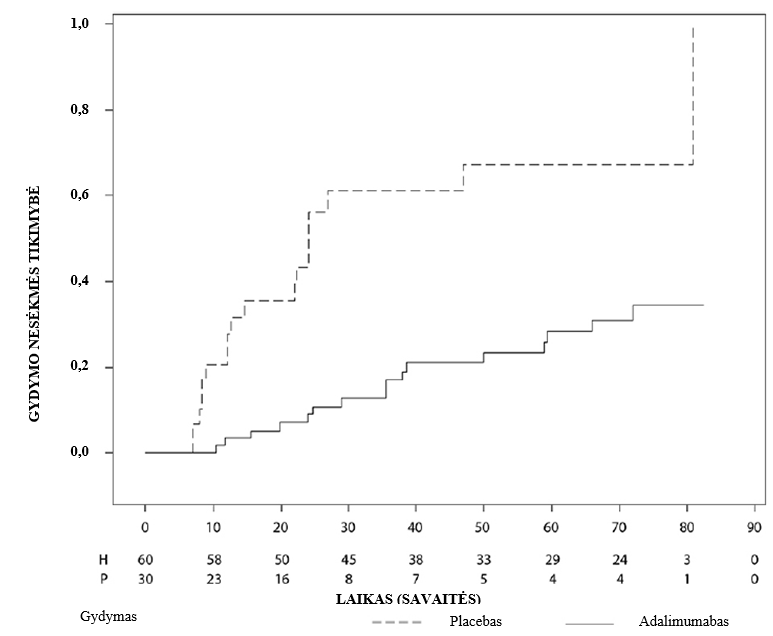 1,0
0,8
0,6
0,4
0,2
0,0
GYDYMO NESĖKMĖS TIKIMYBĖ
0 10 20 30 40 50 60 70 80 90
H 60 58 50 45 38 33 29 24 3 0
P 30 23 16 8 7 5 4 4 1 0
LAIKAS (SAVAITĖS)
Gydymas Placebas Adalimumabas